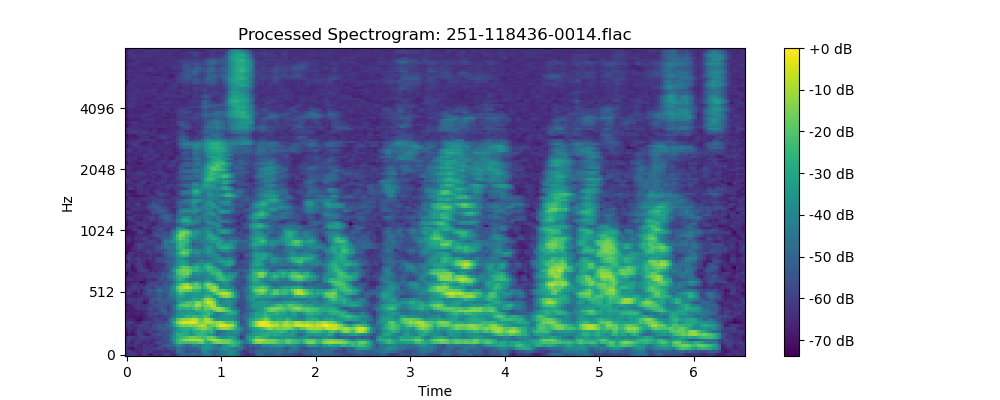 Processed Spectrogram: 251-118436-0014.flac
Hz
4096
2048
1024
512
0
0 1 2 3 4 5 6
Time
+0 dB
-10 dB
-20 dB
-30 dB
-40 dB
-50 dB
-60 dB
-70 dB